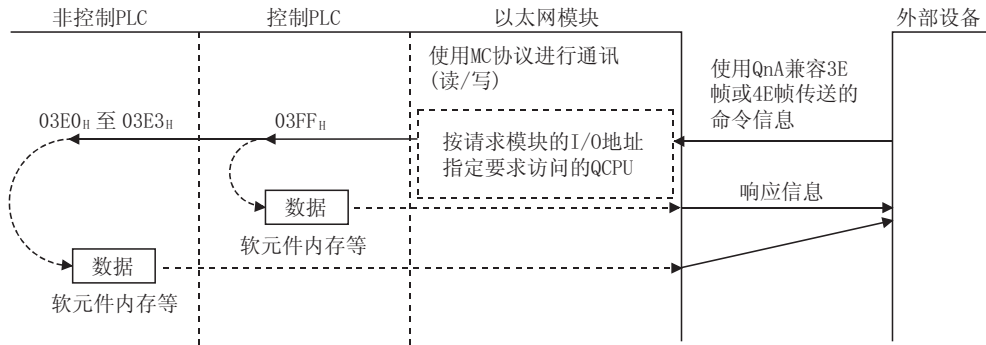 非控制PLC
控制PLC
以太网模块
外部设备
使用MC协议进行通讯
(读/写)
使用QnA兼容3E
帧或4E帧传送的
命令信息
03E0H 至 03E3H
03FFH
按请求模块的I/O地址
指定要求访问的QCPU
响应信息
数据
软元件内存等
数据
软元件内存等